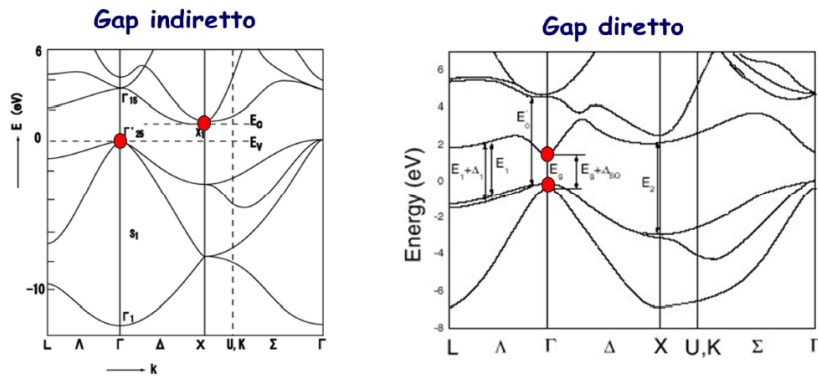 Gap indiretto
Gap diretto
6
Γ15
E (eV)
Γ'25
X1
EC
0
EV
S1
-10
Γ1
L Λ Γ Δ X U,K Σ Γ
k
6
4
2
0
-2
-4
-6
-8
Energy (eV)
E0'
E1+Δ1
E1
Eg
Eg+ΔSO
E2
L Λ Γ Δ X U,K Σ Γ